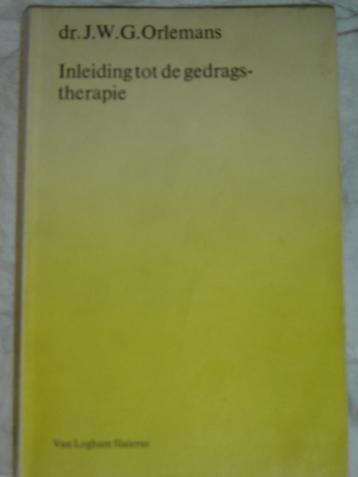 dr. J.W.G.Orlemans
Inleiding tot de gedrags-
therapie
Van Loghum Slaterus